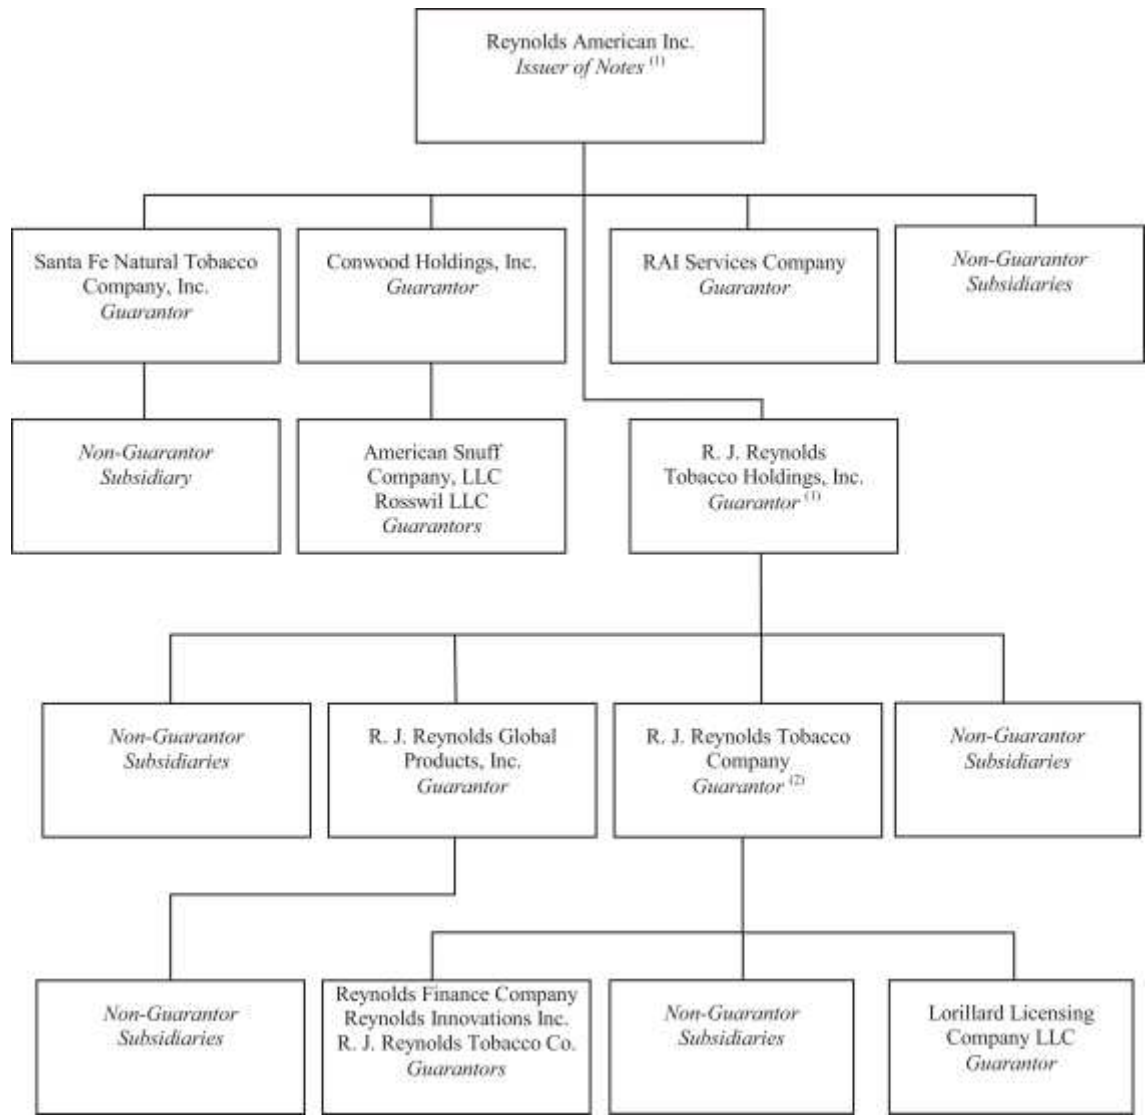 Reynolds American Inc.
Issuer of Notes (1)
Santa Fe Natural Tobacco
Company, Inc.
Guarantor
Conwood Holdings, Inc.
Guarantor
RAI Services Company
Guarantor
Non-Guarantor
Subsidiaries
Non-Guarantor
Subsidiary
American Snuff
Company, LLC
Rosswil LLC
Guarantors
R. J. Reynolds
Tobacco Holdings, Inc.
Guarantor (1)
Non-Guarantor
Subsidiaries
R. J. Reynolds Global
Products, Inc.
Guarantor
R. J. Reynolds Tobacco
Company
Guarantor (2)
Non-Guarantor
Subsidiaries
Non-Guarantor
Subsidiaries
Reynolds Finance Company
Reynolds Innovations Inc.
R. J. Reynolds Tobacco Co.
Guarantors
Non-Guarantor
Subsidiaries
Lorillard Licensing
Company LLC
Guarantor